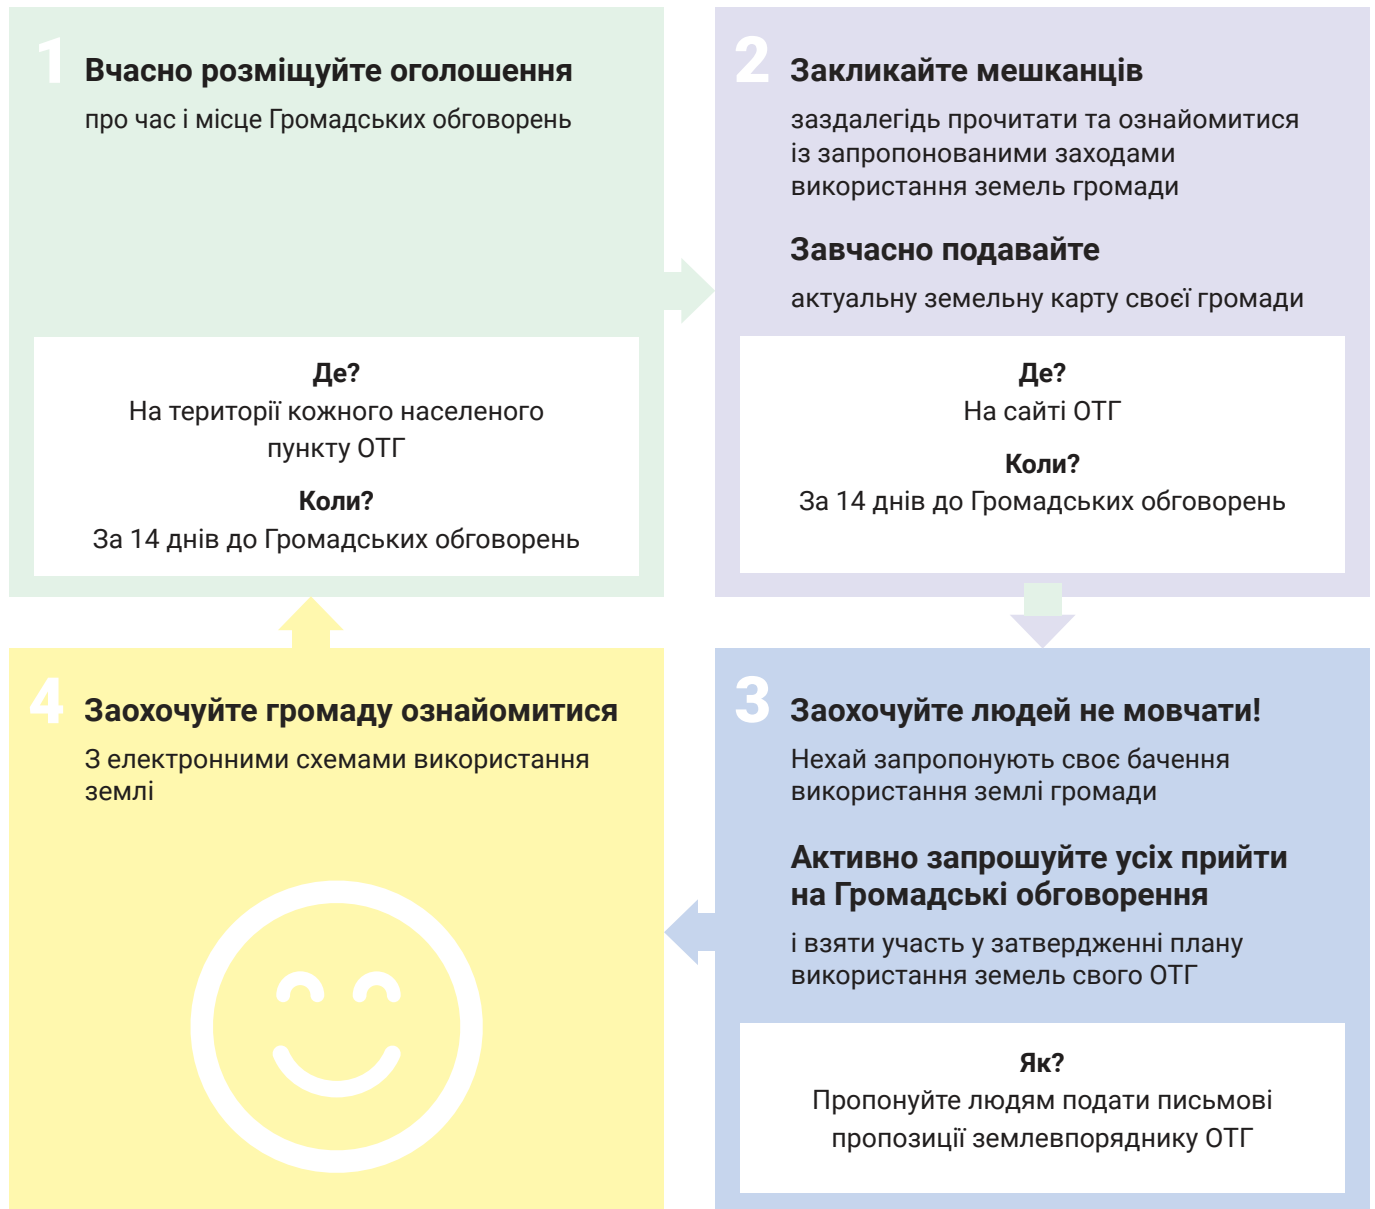 1
Вчасно розміщуйте оголошення
про час і місце Громадських обговорень
Де?
На території кожного населеного
пункту ОТГ
Коли?
За 14 днів до Громадських обговорень
2
Закликайте мешканців
заздалегідь прочитати та ознайомитися
із запропонованими заходами
використання земель громади
Завчасно подавайте
актуальну земельну карту своєї громади
Де?
На сайті ОТГ
Коли?
За 14 днів до Громадських обговорень
3
Заохочуйте людей не мовчати!
Нехай запропонують своє бачення
використання землі громади
Активно запрошуйте усіх прийти
на Громадські обговорення
і взяти участь у затвердженні плану
використання земель свого ОТГ
Як?
Пропонуйте людям подати письмові
пропозиції землевпоряднику ОТГ
4
Заохочуйте громаду ознайомитися
З електронними схемами використання
землі